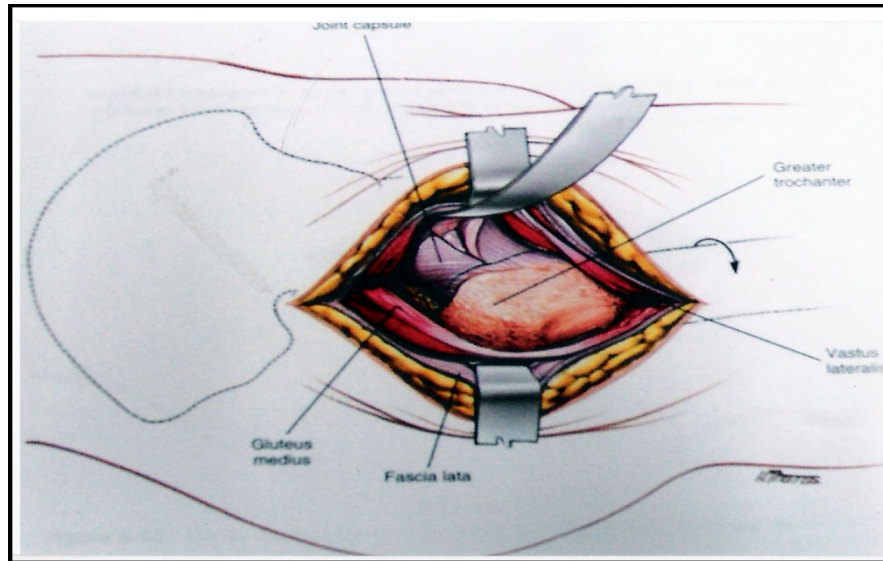 Joint capsule
Greater
trochanter
Vastus
lateralis
Gluteus
medius
Fascia lata